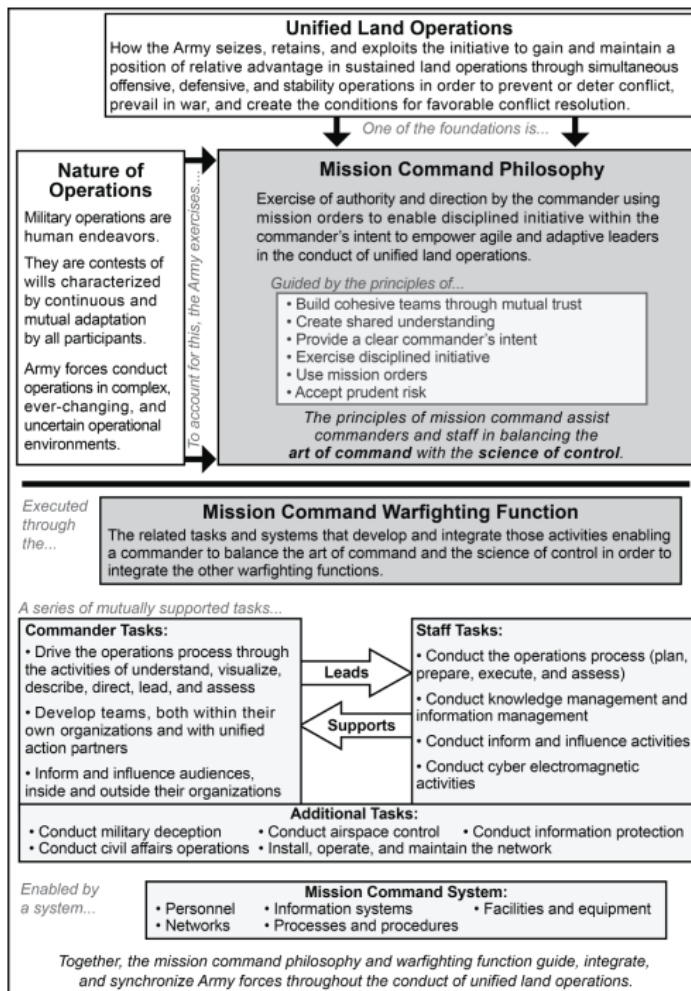 Unified Land Operations
How the Army seizes, retains, and exploits the initiative to gain and maintain a
position of relative advantage in sustained land operations through simultaneous
offensive, defensive, and stability operations in order to prevent or deter conflict,
prevail in war, and create the conditions for favorable conflict resolution.
One of the foundations is...
Nature of
Operations
Military operations are
human endeavors.
They are contests of
wills characterized
by continuous and
mutual adaptation
by all participants.
Army forces conduct
operations in complex,
ever-changing, and
uncertain operational
environments.
To account for this, the Army exercises....
Mission Command Philosophy
Exercise of authority and direction by the commander using
mission orders to enable disciplined initiative within the
commander's intent to empower agile and adaptive leaders
in the conduct of unified land operations.
Guided by the principles of...
• Build cohesive teams through mutual trust
• Create shared understanding
• Provide a clear commander's intent
• Exercise disciplined initiative
• Use mission orders
• Accept prudent risk
The principles of mission command assist
commanders and staff in balancing the
art of command with the science of control.
Executed
through
the...
Mission Command Warfighting Function
The related tasks and systems that develop and integrate those activities enabling
a commander to balance the art of command and the science of control in order to
integrate the other warfighting functions.
A series of mutually supported tasks...
Commander Tasks:
• Drive the operations process through
the activities of understand, visualize,
describe, direct, lead, and assess
• Develop teams, both within their
own organizations and with unified
action partners
• Inform and influence audiences,
inside and outside their organizations
Leads
Supports
Staff Tasks:
• Conduct the operations process (plan,
prepare, execute, and assess)
• Conduct knowledge management and
information management
• Conduct inform and influence activities
• Conduct cyber electromagnetic
activities
Additional Tasks:
• Conduct military deception • Conduct airspace control • Conduct information protection
• Conduct civil affairs operations • Install, operate, and maintain the network
Enabled by
a system...
Mission Command System:
• Personnel • Information systems • Facilities and equipment
• Networks • Processes and procedures
Together, the mission command philosophy and warfighting function guide, integrate,
and synchronize Army forces throughout the conduct of unified land operations.